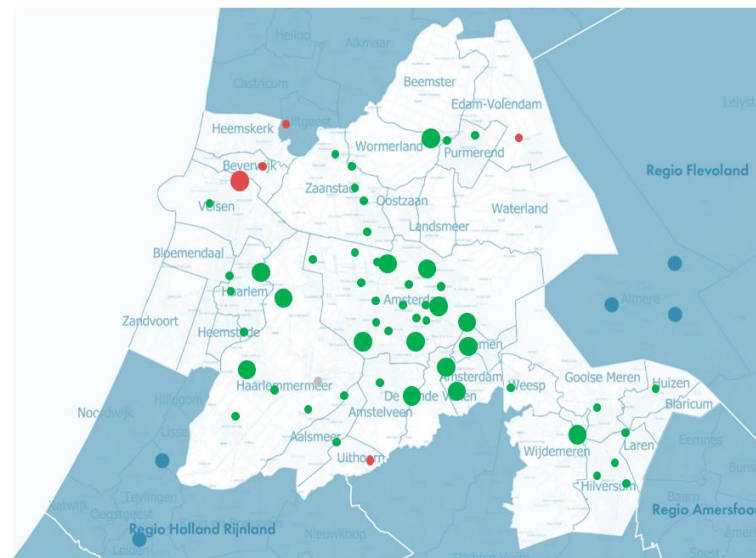 Heiloo
Alkmaar
Castricum
Beemster
Edam-Volendam
Heemskerk
Uitgeest
Wormerland
Purmerend
Beverwijk
Regio Flevoland
Zaanstad
Oostzaan
Velsen
Landsmeer
Waterland
Bloemendaal
Haarlem
Amsterdam
Almere
Zandvoort
Heemstede
Diemen
Haarlemmermeer
Amsterdam
Weesp
Gooise Meren
Huizen
Noordwijk
Hillegom
De Ronde Venen
Blaricum
Amstelveen
Lisse
Aalsmeer
Laren
Eemnes
Uithoorn
Wijdemeren
Teylingen
Hilversum
Katwijk
Oegstgeest
Regio Amersfoo
Baarn
Regio Holland Rijnland
Nieuwkoop
Leiden
Soest